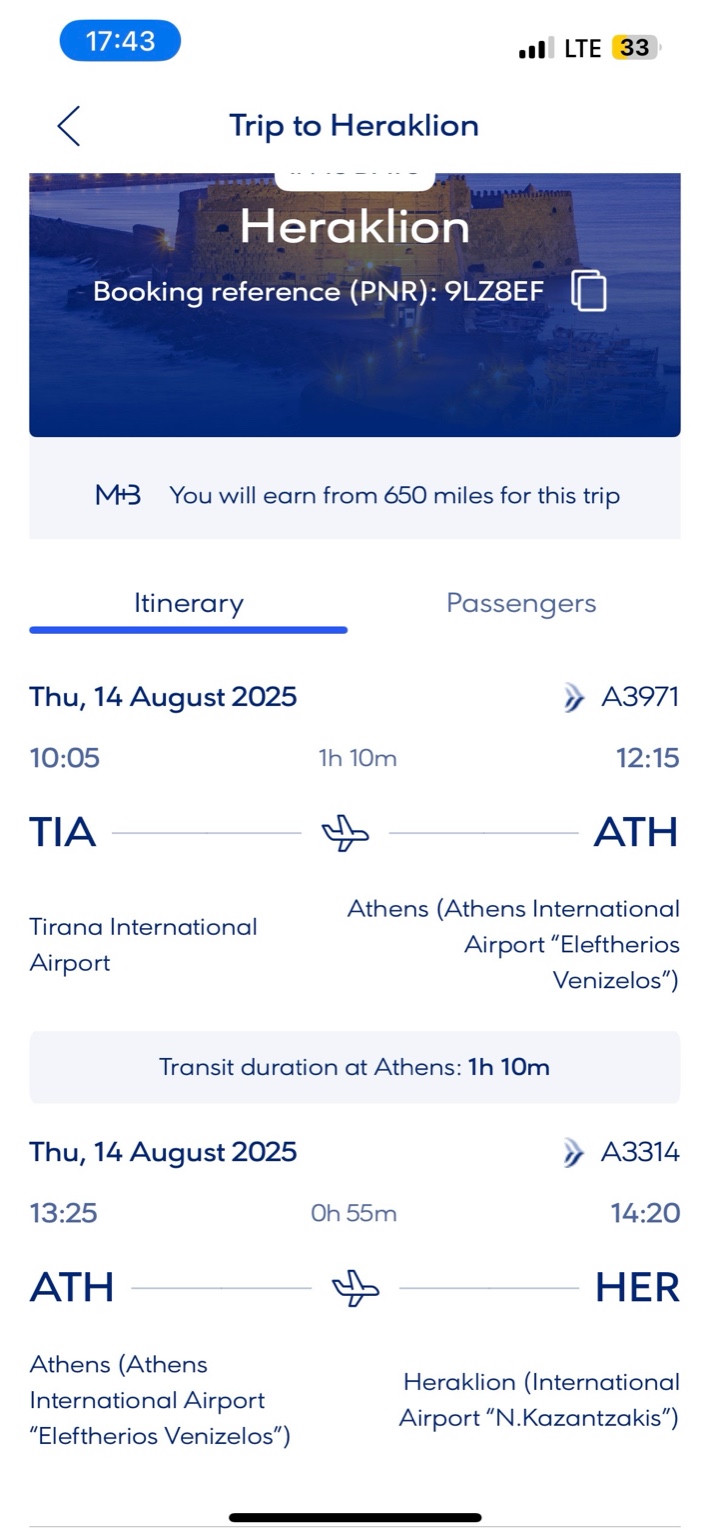 17:43
LTE 33
Trip to Heraklion
Heraklion
Booking reference (PNR): 9LZ8EF
M+B You will earn from 650 miles for this trip
Itinerary Passengers
Thu, 14 August 2025 A3971
10:05 1h 10m 12:15
TIA ATH
Tirana International
Airport
Athens (Athens International
Airport “Eleftherios
Venizelos”)
Transit duration at Athens: 1h 10m
Thu, 14 August 2025 A3314
13:25 0h 55m 14:20
ATH HER
Athens (Athens
International Airport
“Eleftherios Venizelos”)
Heraklion (International
Airport “N.Kazantzakis”)